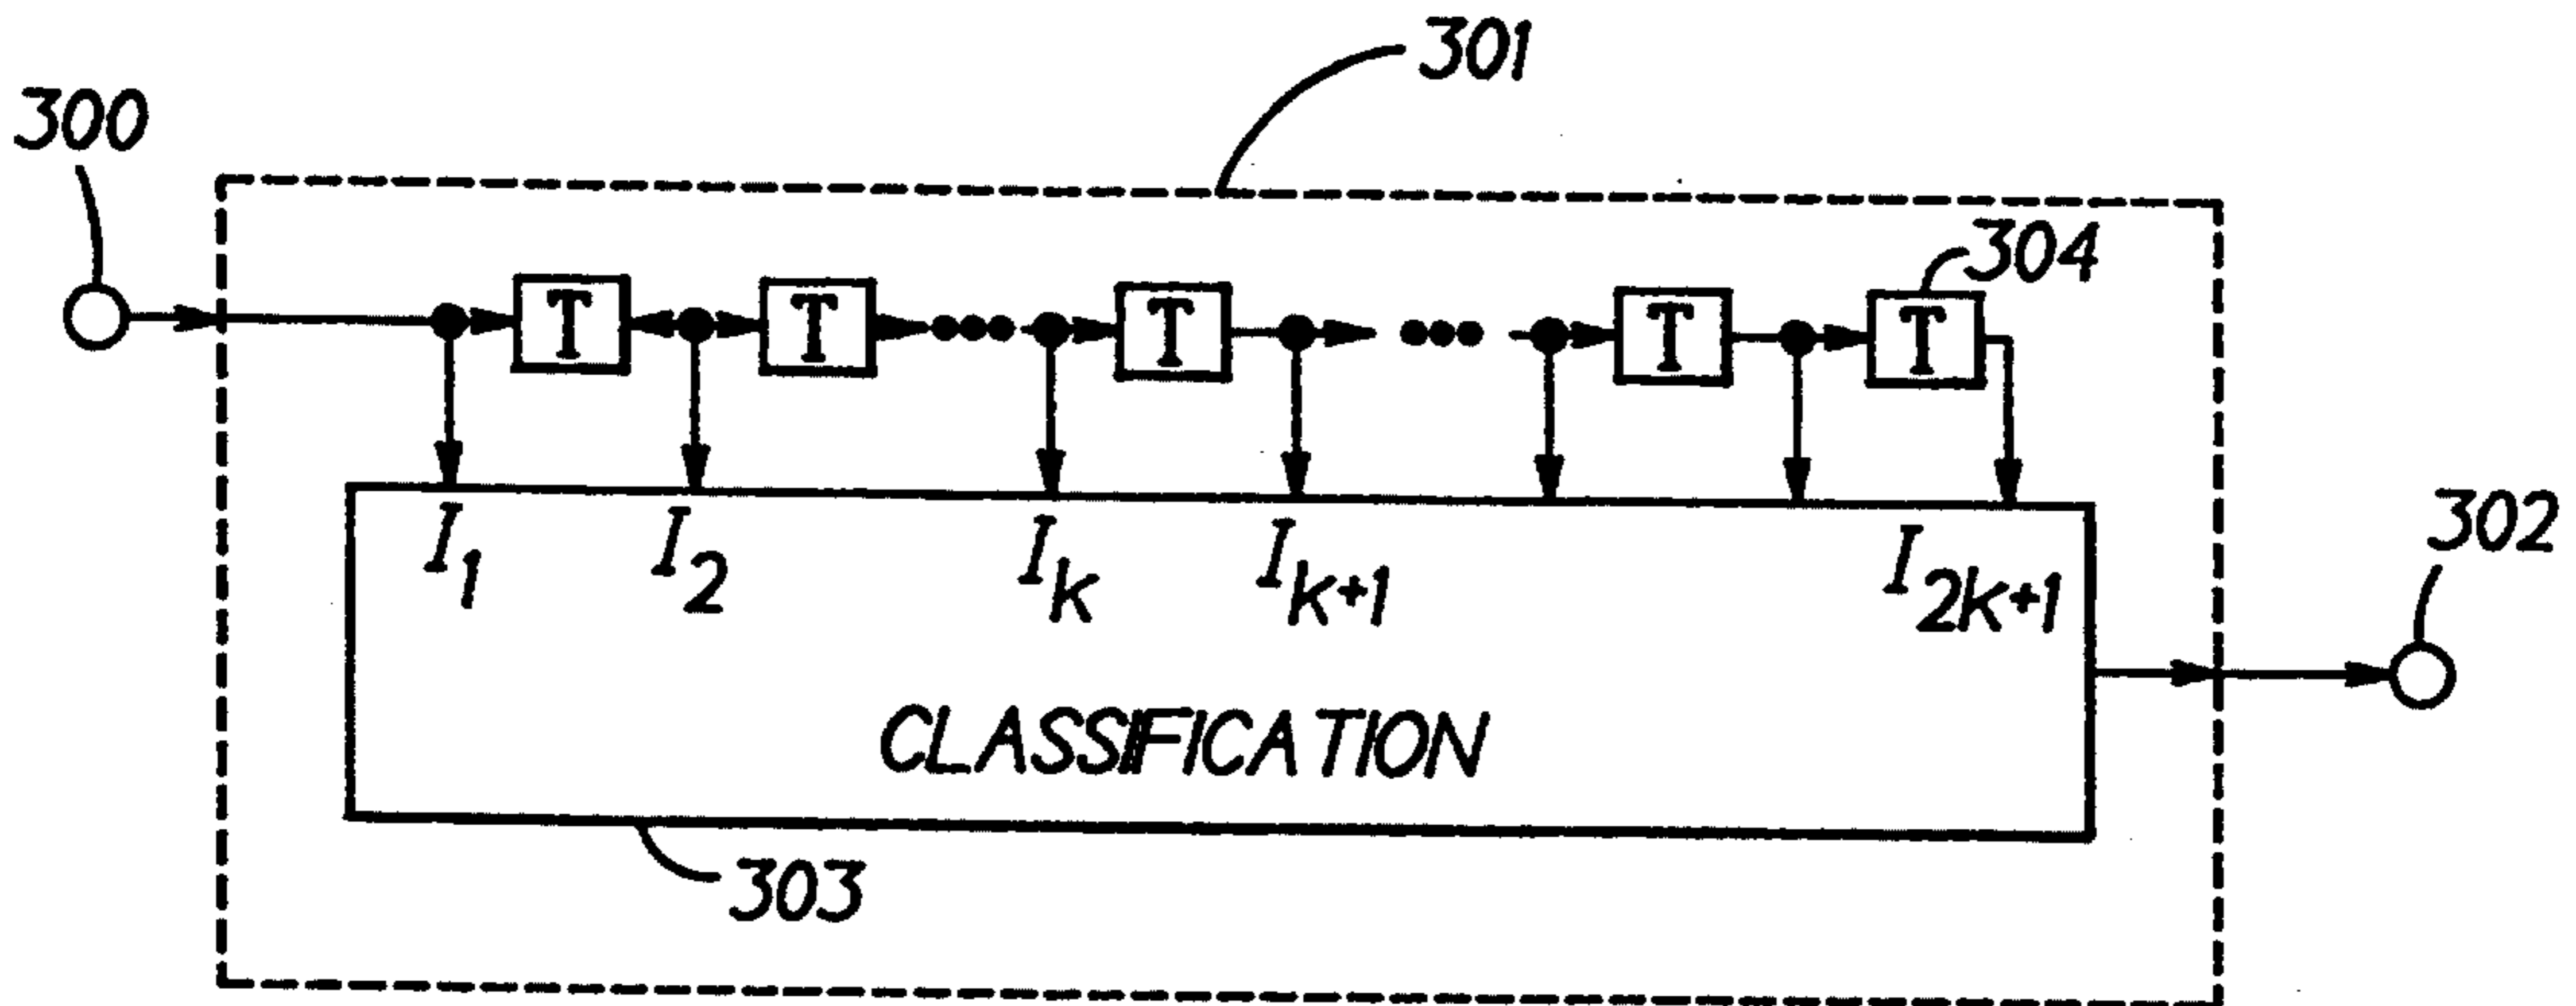 301
300
304
T T T T T
I1 I2 Ik Ik+1 I2k+1
302
CLASSIFICATION
303